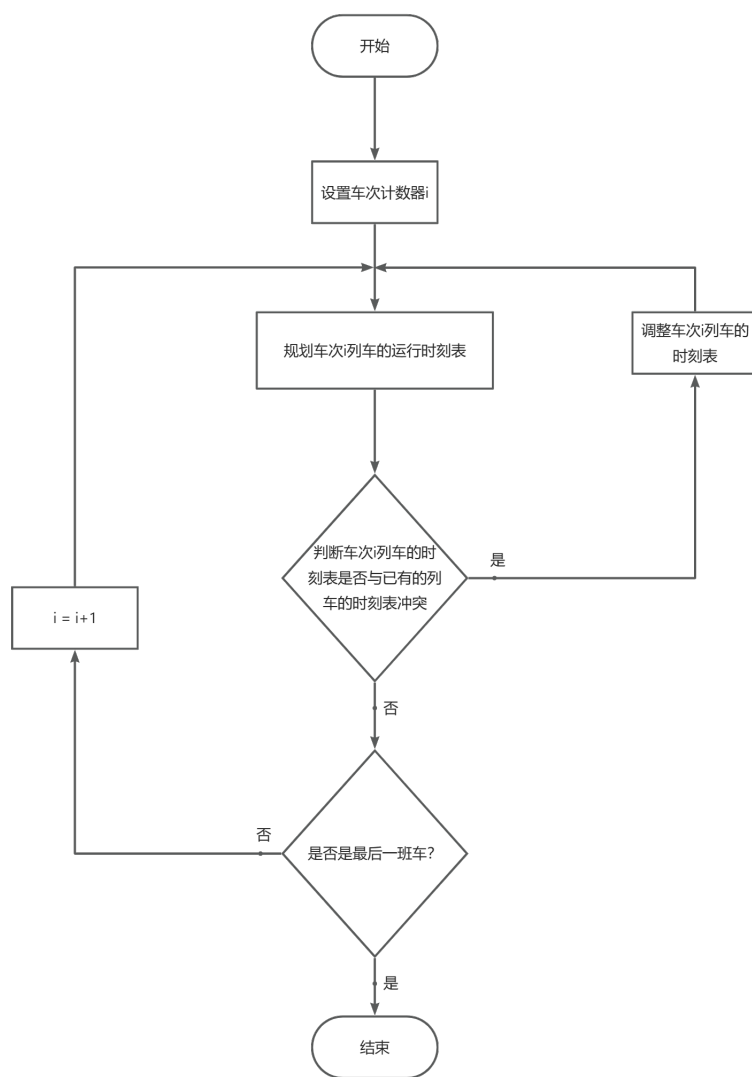 开始
设置车次计数器i
规划车次i列车的运行时刻表
调整车次i列车的
时刻表
判断车次i列车的时
刻表是否与已有的列
车的时刻表冲突
是
i = i+1
否
是否是最后一班车?
否
是
结束